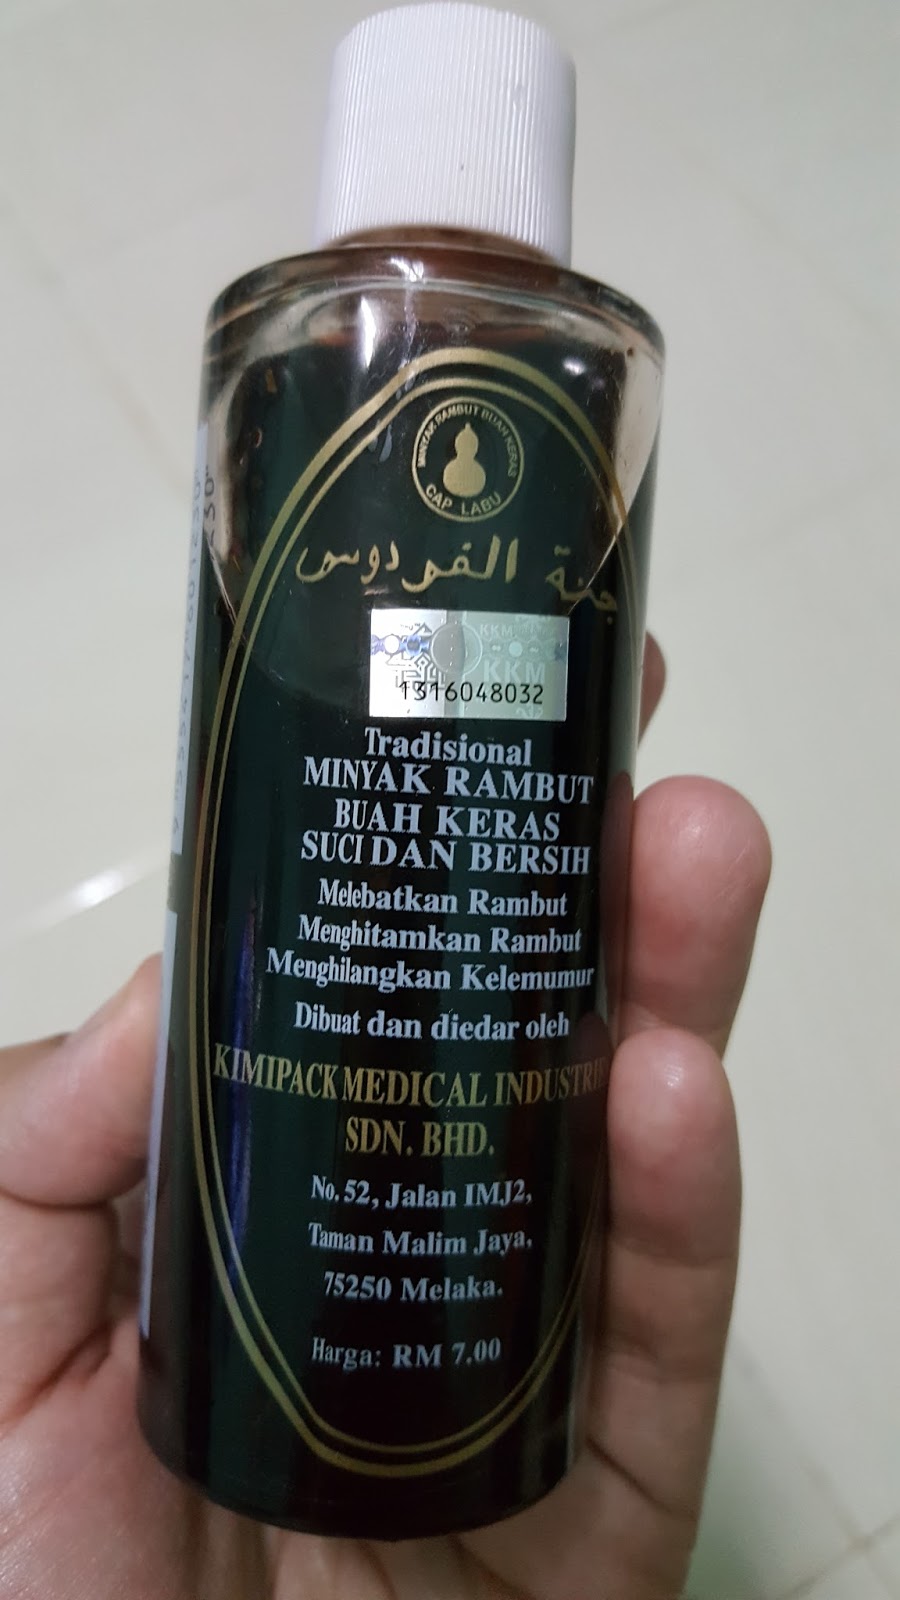 MINYAK RAMBUT BUAH KERAS
CAP LABU
جنة الفردوس
KKM
KKM
1316048032
Tradisional
MINYAK RAMBUT
BUAH KERAS
SUCI DAN BERSIH
Melebatkan Rambut
Menghitamkan Rambut
Menghilangkan Kelemumur
Dibuat dan diedar oleh
KIMIPACK MEDICAL INDUSTRI
SDN. BHD.
No. 52, Jalan IMJ2,
Taman Malim Jaya,
75250 Melaka.
Harga: RM 7.00